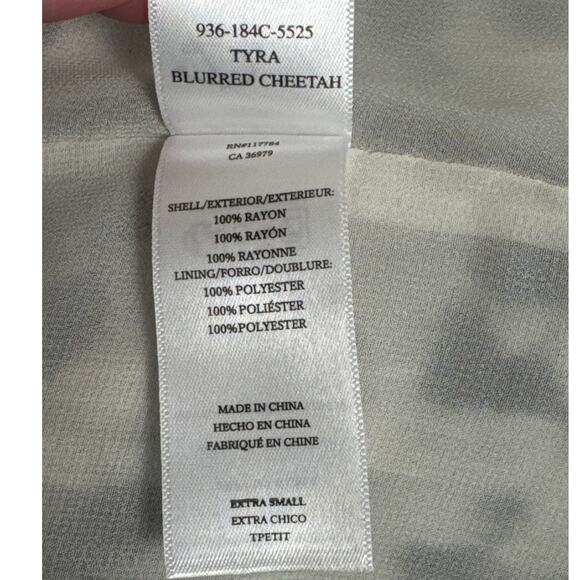 936-184C-5525
TYRA
BLURRED CHEETAH
RN#117784
CA 36979
SHELL/EXTERIOR/EXTERIEUR:
100% RAYON
100% RAYÓN
100% RAYONNE
LINING/FORRO/DOUBLURE:
100% POLYESTER
100% POLIÉSTER
100%POLYESTER
MADE IN CHINA
HECHO EN CHINA
FABRIQUÉ EN CHINE
EXTRA SMALL
EXTRA CHICO
TPETIT